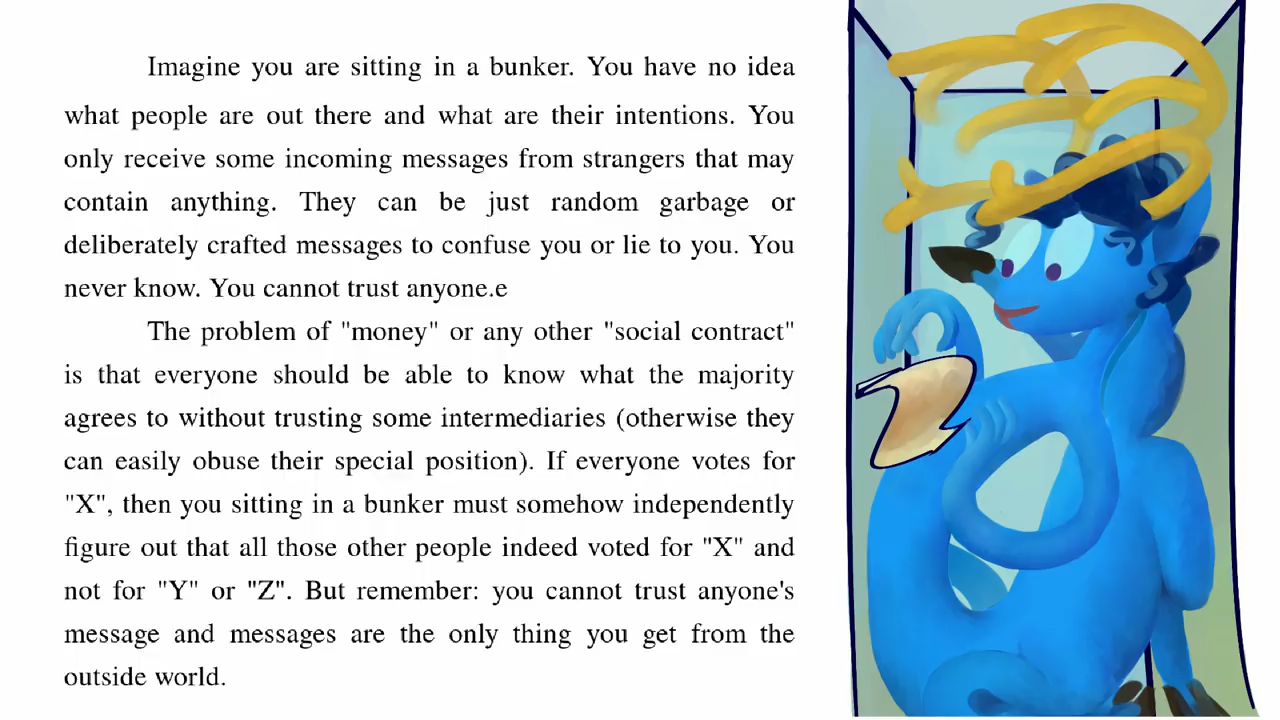 Imagine you are sitting in a bunker. You have no idea
what people are out there and what are their intentions. You
only receive some incoming messages from strangers that may
contain anything. They can be just random garbage or
deliberately crafted messages to confuse you or lie to you. You
never know. You cannot trust anyone.e
The problem of "money" or any other "social contract"
is that everyone should be able to know what the majority
agrees to without trusting some intermediaries (otherwise they
can easily obuse their special position). If everyone votes for
"X", then you sitting in a bunker must somehow independently
figure out that all those other people indeed voted for "X" and
not for "Y" or "Z". But remember: you cannot trust anyone's
message and messages are the only thing you get from the
outside world.